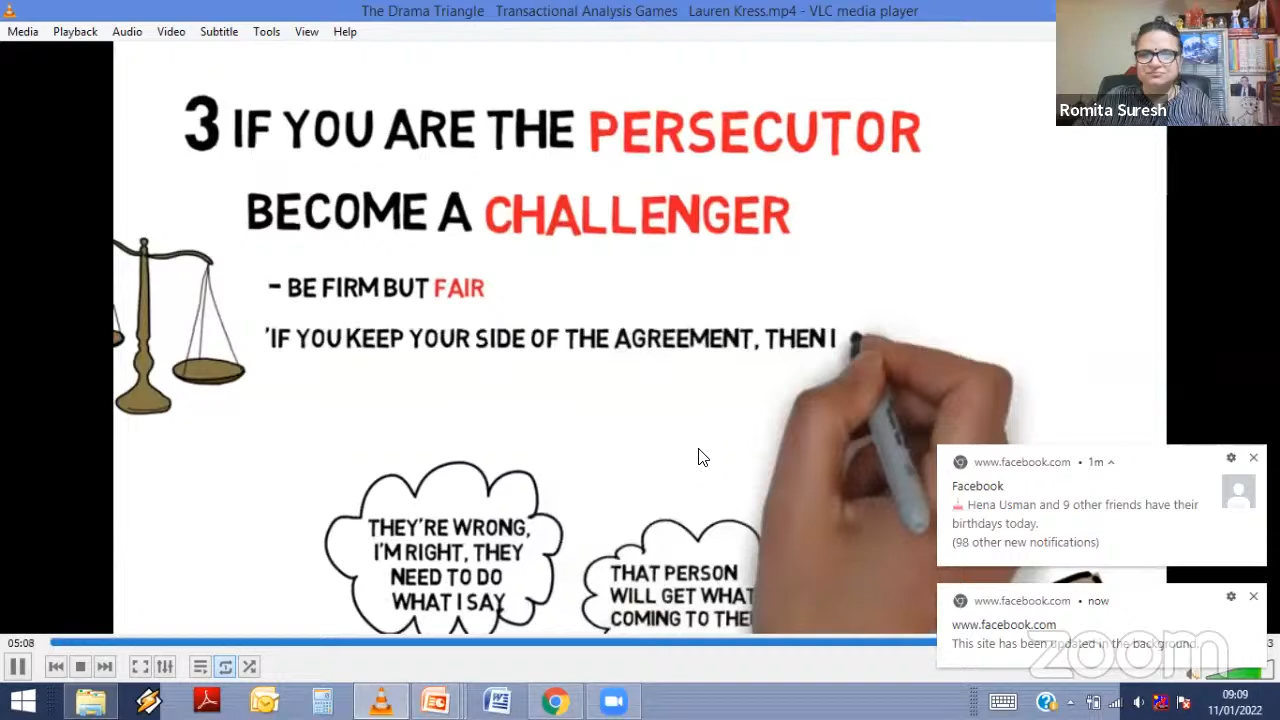 The Drama Triangle   Transactional Analysis Games   Lauren Kress.mp4 - VLC media player
Media Playback Audio Video Subtitle Tools View Help
Romita Suresh
3 IF YOU ARE THE PERSECUTOR
BECOME A CHALLENGER
- BE FIRM BUT FAIR
'IF YOU KEEP YOUR SIDE OF THE AGREEMENT, THEN I
THEY'RE WRONG,
I'M RIGHT, THEY
NEED TO DO
WHAT I SAY
THAT PERSON
WILL GET WHAT
COMING TO
www.facebook.com • 1m
Facebook
Hena Usman and 9 other friends have their
birthdays today.
(98 other new notifications)
www.facebook.com • now
www.facebook.com
This site has been updated in the background.
zoom
05:08
09:09
11/01/2022